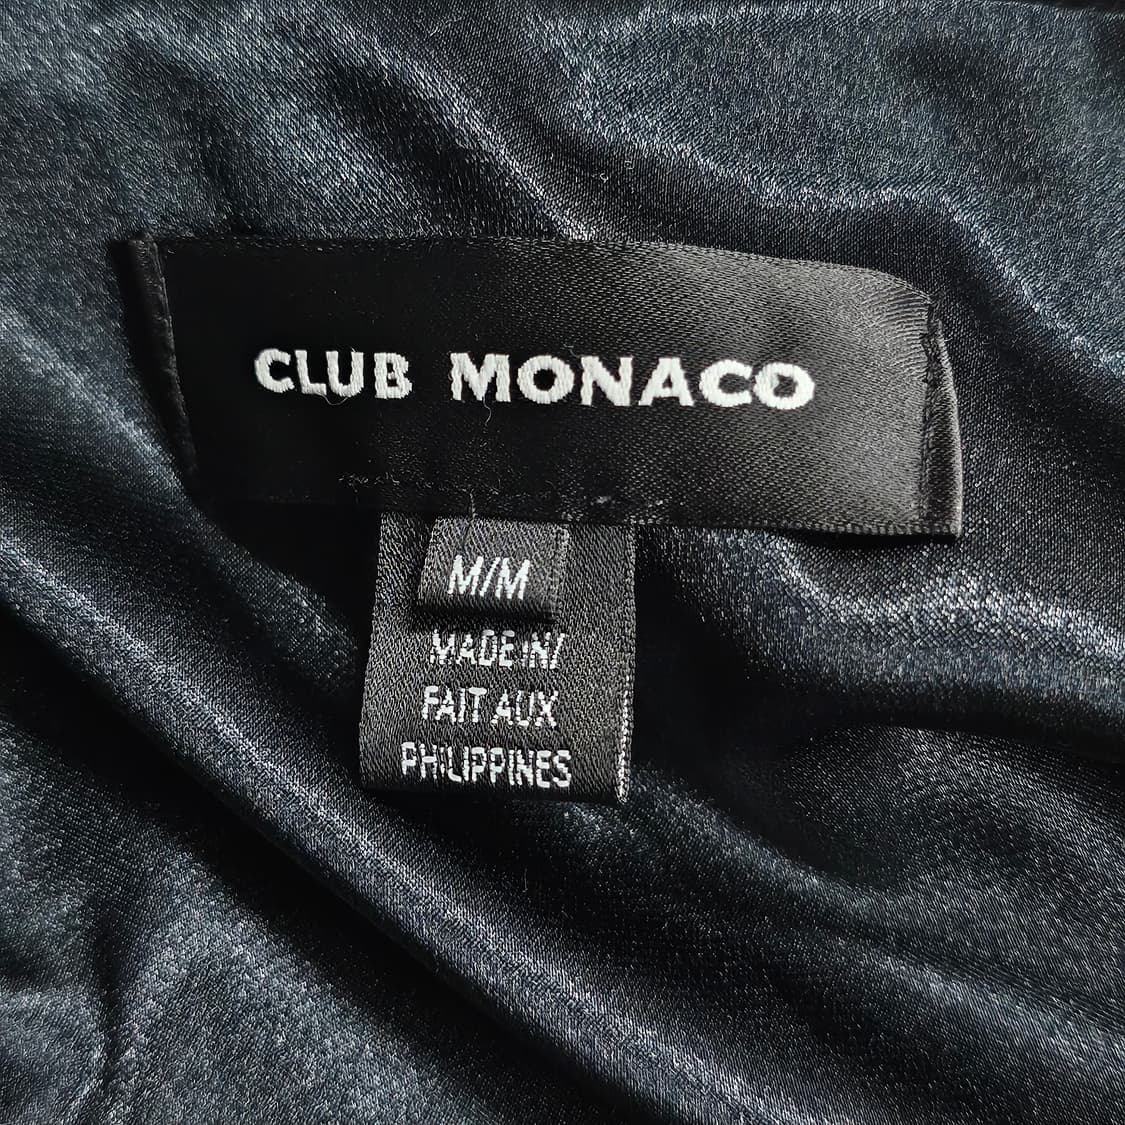 CLUB MONACO
M/M
MADE IN/
FAIT AUX
PHILIPPINES